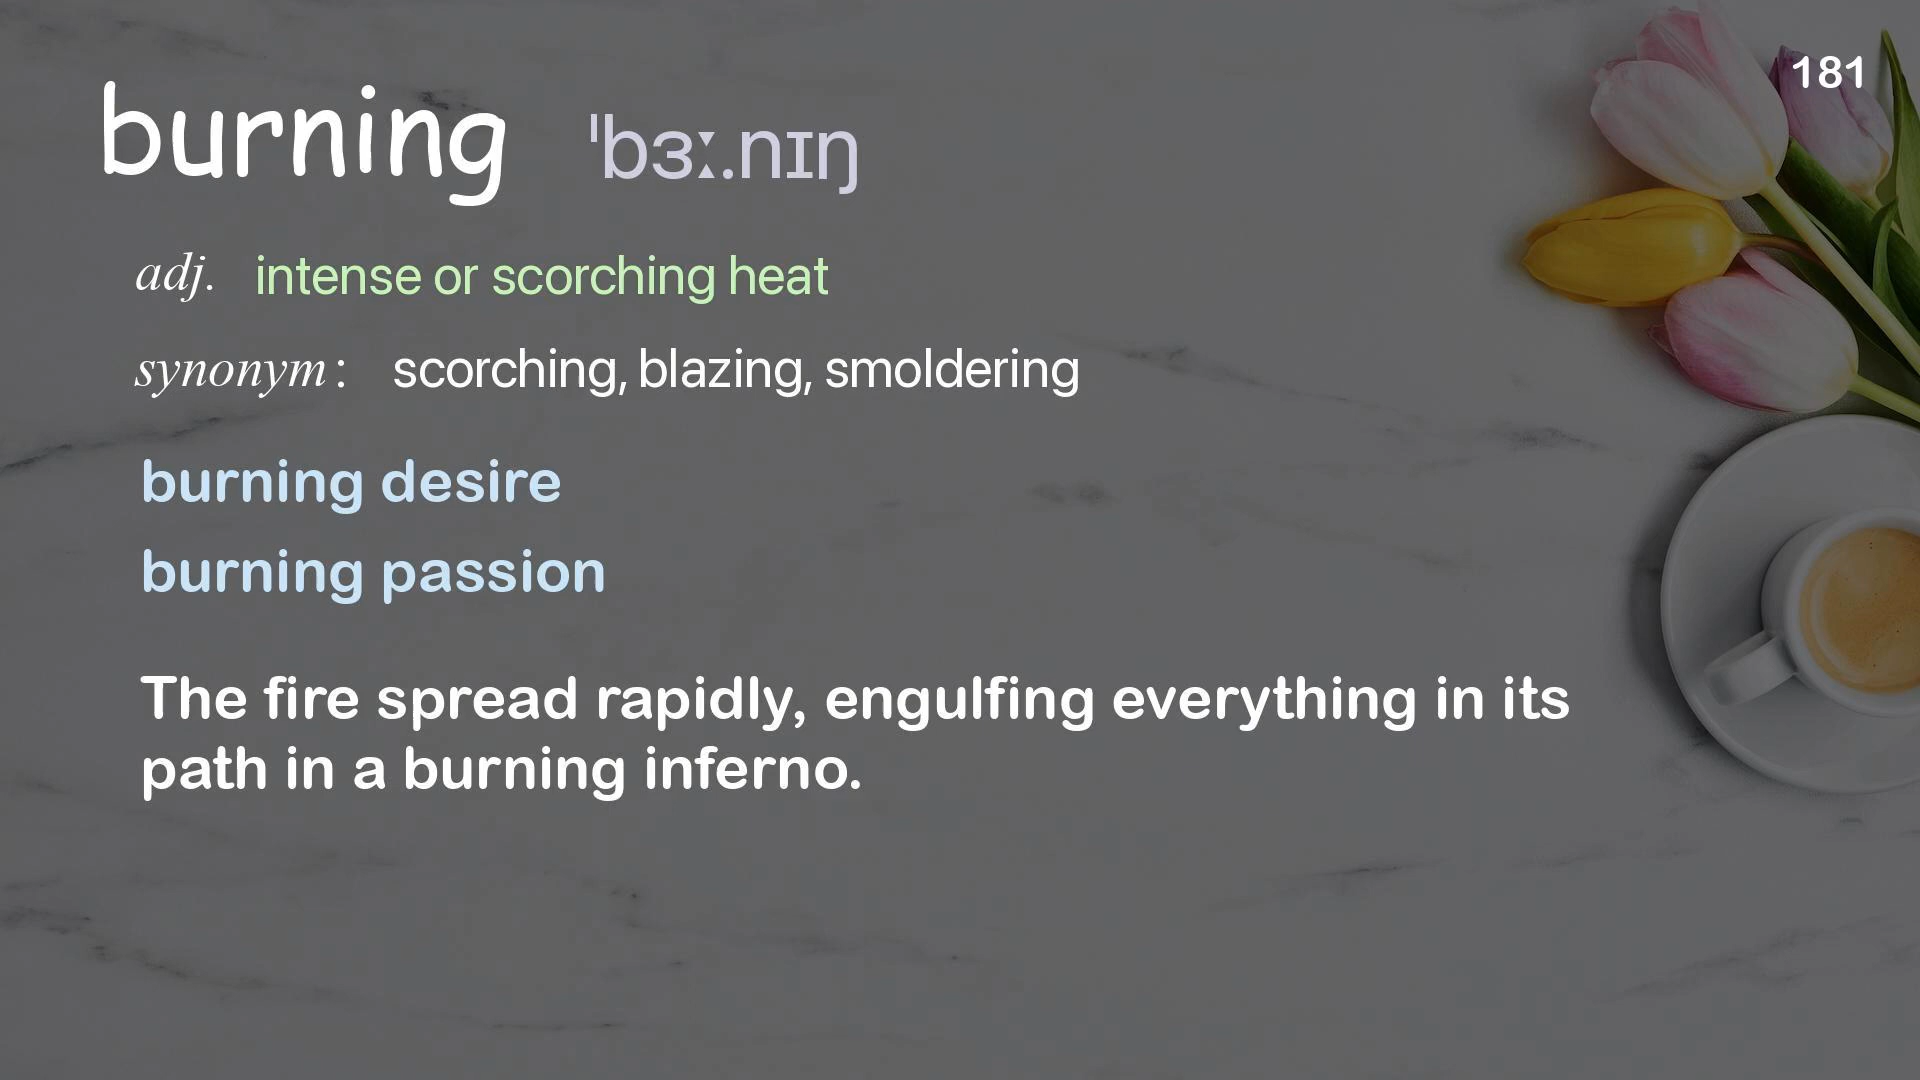 181
burning ˈbɜː.nɪŋ
adj. intense or scorching heat
synonym: scorching, blazing, smoldering
burning desire
burning passion
The fire spread rapidly, engulfing everything in its
path in a burning inferno.